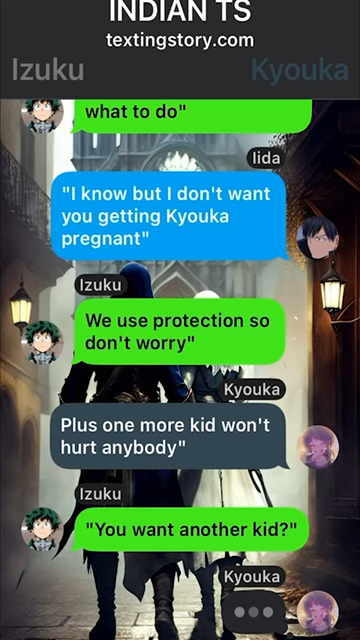 INDIAN TS
textingstory.com
Izuku
Kyouka
what to do"
Iida
"I know but I don't want
you getting Kyouka
pregnant"
Izuku
We use protection so
don't worry"
Kyouka
Plus one more kid won't
hurt anybody"
Izuku
"You want another kid?"
Kyouka